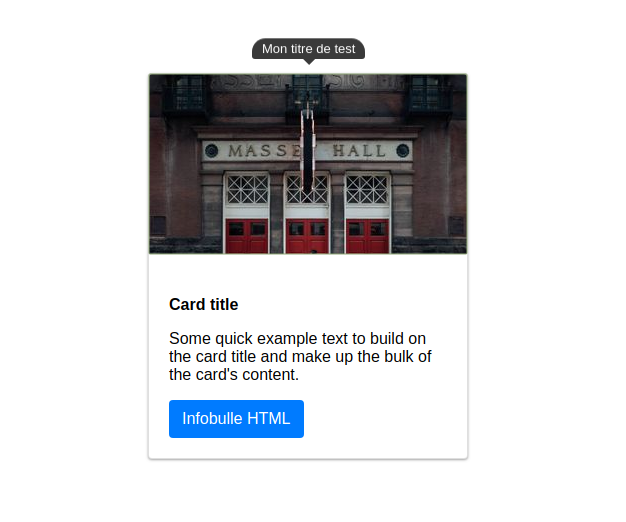 Mon titre de test
MASSEY HALL
Card title
Some quick example text to build on
the card title and make up the bulk of
the card's content.
Infobulle HTML